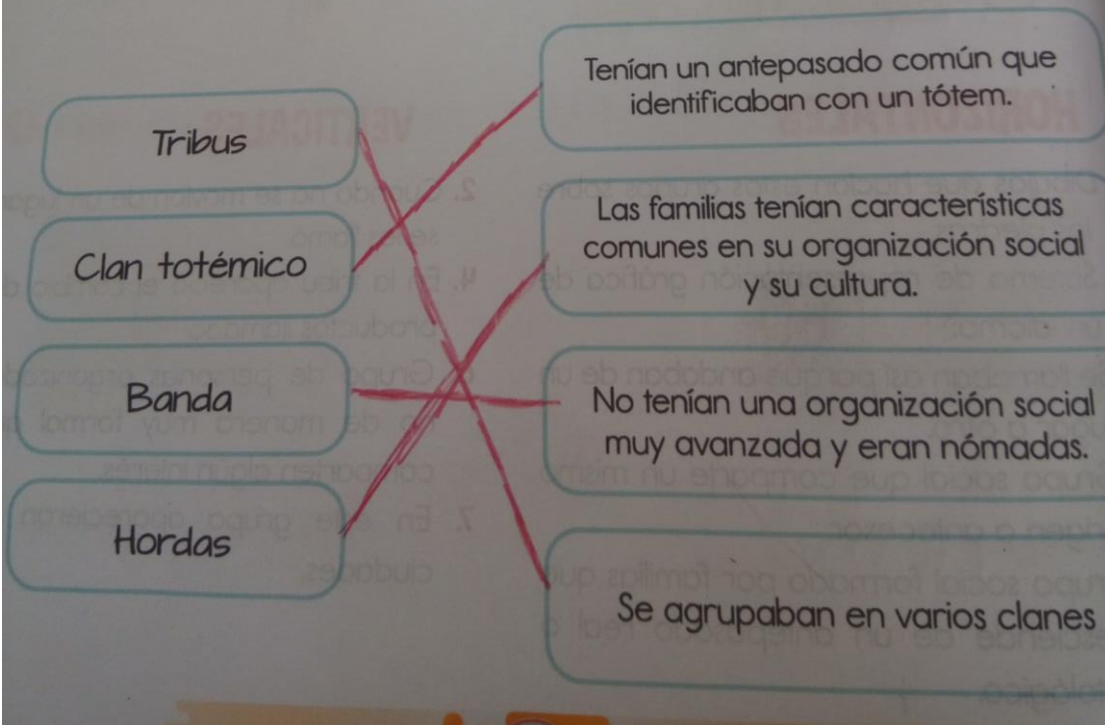 Tribus
Clan totémico
Banda
Hordas
Tenían un antepasado común que
identificaban con un tótem.
Las familias tenían características
comunes en su organización social
y su cultura.
No tenían una organización social
muy avanzada y eran nómadas.
Se agrupaban en varios clanes